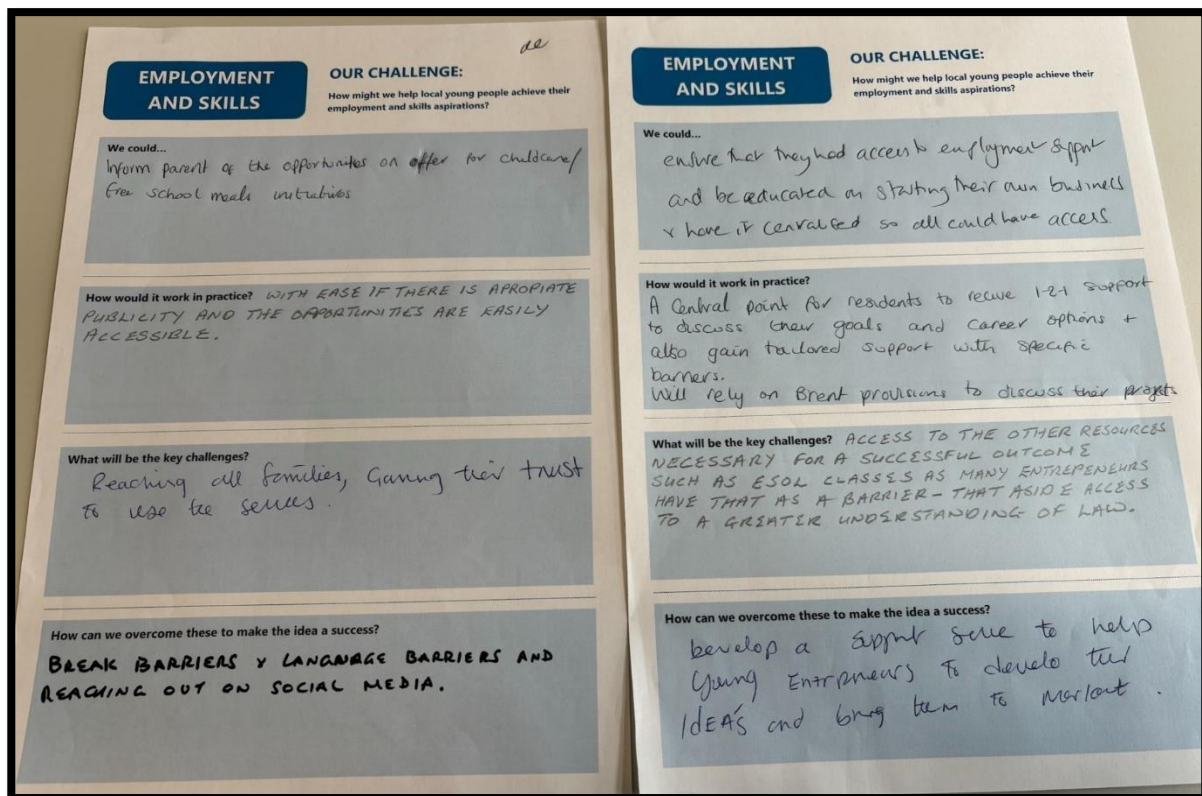 EMPLOYMENT
AND SKILLS
OUR CHALLENGE:
How might we help local young people achieve their
employment and skills aspirations?
We could...
Inform parent of the opportunities on offer for childcare/
free school meals
How would it work in practice? WITH EASE IF THERE IS APROPIATE
PUBLICITY AND THE OPPORTUNITIES ARE EASILY
ACCESSIBLE.
What will be the key challenges?
Reaching all families, Gaining their trust
to use the
How can we overcome these to make the idea a success?
BREAK BARRIERS & LANGUAGE BARRIERS AND
REACHING OUT ON SOCIAL MEDIA.
EMPLOYMENT
AND SKILLS
OUR CHALLENGE:
How might we help local young people achieve their
employment and skills aspirations?
We could...
ensure that they had access to employment support
and be educated on starting their own business
& have it centralised so all could have access
How would it work in practice?
A Central point for residents to recive 1-2-1 support
to discuss their goals and career options +
also gain tailored support with specific
barriers.
Will rely on Brent provisions to discuss their
What will be the key challenges? ACCESS TO THE OTHER RESOURCES
NECESSARY FOR A SUCCESSFUL OUTCOME
SUCH AS ESOL CLASSES AS MANY ENTREPENEURS
HAVE THAT AS A BARRIER - THAT ASIDE ACCESS
TO A GREATER UNDERSTANDING OF LAW.
How can we overcome these to make the idea a success?
Develop a support to help
Young Entrpneurs to develo their
IDEA'S and bring them to market.